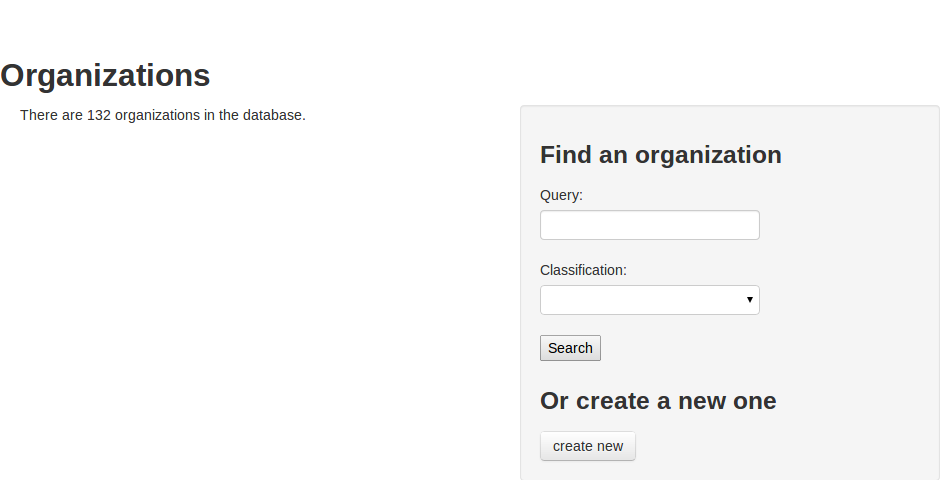 Organizations
There are 132 organizations in the database.
Find an organization
Query:
Classification:
Search
Or create a new one
create new